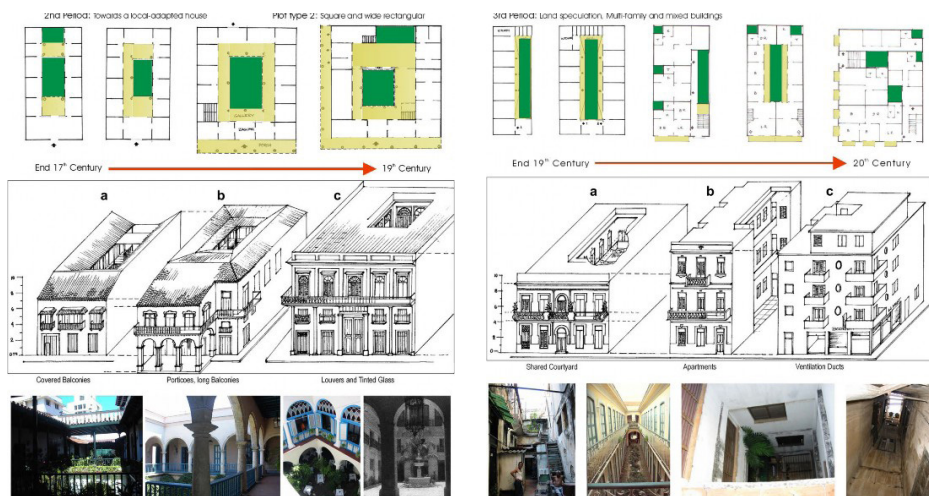 2nd Period: Towards a local-adapted house
Plot type 2: Square and wide rectangular
GALLERY
ZAGUAN
End 17th Century
19th Century
a
b
c
Covered Balconies
Porticoes, long Balconies
Louvers and Tinted Glass
3rd Period: Land speculation. Multi-family and mixed buildings
End 19th Century
20th Century
a
b
c
Shared Courtyard
Apartments
Ventilation Ducts